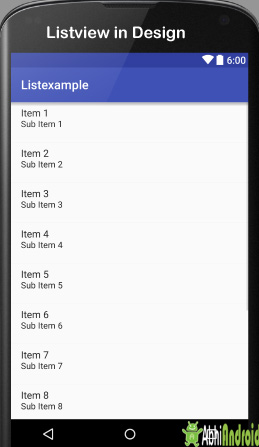 Listview in Design
6:00
Listexample
Item 1
Sub Item 1
Item 2
Sub Item 2
Item 3
Sub Item 3
Item 4
Sub Item 4
Item 5
Sub Item 5
Item 6
Sub Item 6
Item 7
Sub Item 7
Item 8
Sub Item 8
AbhiAndroid